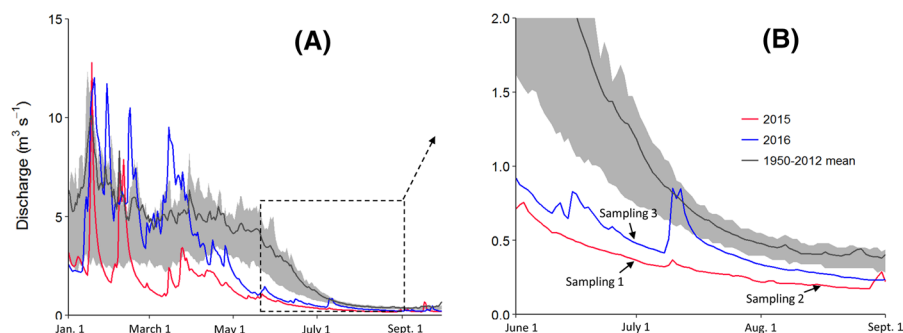 (A)
15
10
5
0
Discharge (m³ s⁻¹)
Jan. 1 March 1 May 1 July 1 Sept. 1
(B)
2.0
1.5
1.0
0.5
0.0
2015
2016
1950-2012 mean
Sampling 3
Sampling 1
Sampling 2
June 1 July 1 Aug. 1 Sept. 1